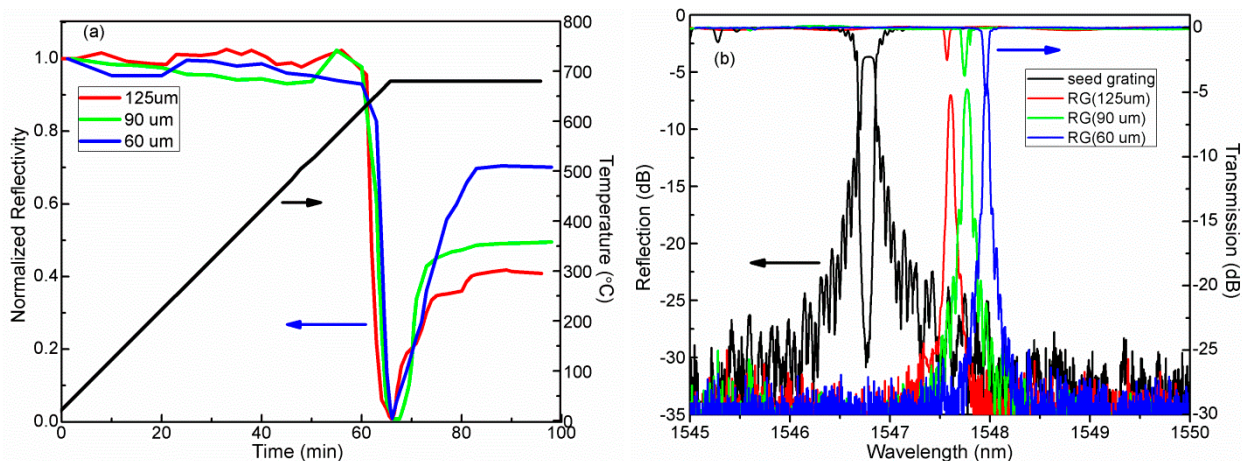 (a)
125um
90 um
60 um
Normalized Reflectivity
1.0
0.8
0.6
0.4
0.2
0.0
0
20
40
60
80
100
Time (min)
800
700
600
500
400
300
200
100
0
Temperature (°C)
(b)
seed grating
RG(125um)
RG(90 um)
RG(60 um)
Reflection (dB)
0
-5
-10
-15
-20
-25
-30
-35
1545
1546
1547
1548
1549
1550
Wavelength (nm)
0
-5
-10
-15
-20
-25
-30
Transmission (dB)